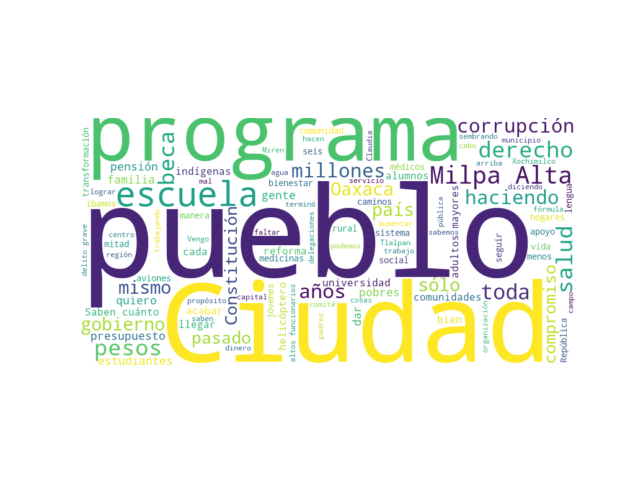 programa
corrupción
pueblo
Ciudad
escuela
Milpa Alta
derecho
haciendo
millones
Oaxaca
país
salud
sólo
toda
compromiso
Constitución
beca
años
mismo
gobierno
pesos
pasado
quiero
presupuesto
estudiantes
Saben cuánto
llegar
acabar
cada
mitad
centro
región
aviones
delito grave
transformación
pensión
familia
indígenas
lograr
íbamos
mal
manera
Vengo
terminó
trabajando
Comunidad
hacen
seis
Miren
agua
gente
bienestar
servicio
caminos
rural
faltar
reforma
medicinas
social
universidad
delegaciones
podemos
Tlalpan
trabajo
sistema
aumentar
sabemos
pública
adultos
mayores
médicos
alumnos
Claudia
cabo
sembrando
municipio
arriba
Xochimilco
diciendo
fórmula
hogares
lengua
apoyo
vida
menos
seguir
campo
comunidades
pobres
dar
bien
organización
República
cosas
comité
padres
jóvenes
helicóptero
altos funcionarios
propósito
capital
saben
dinero